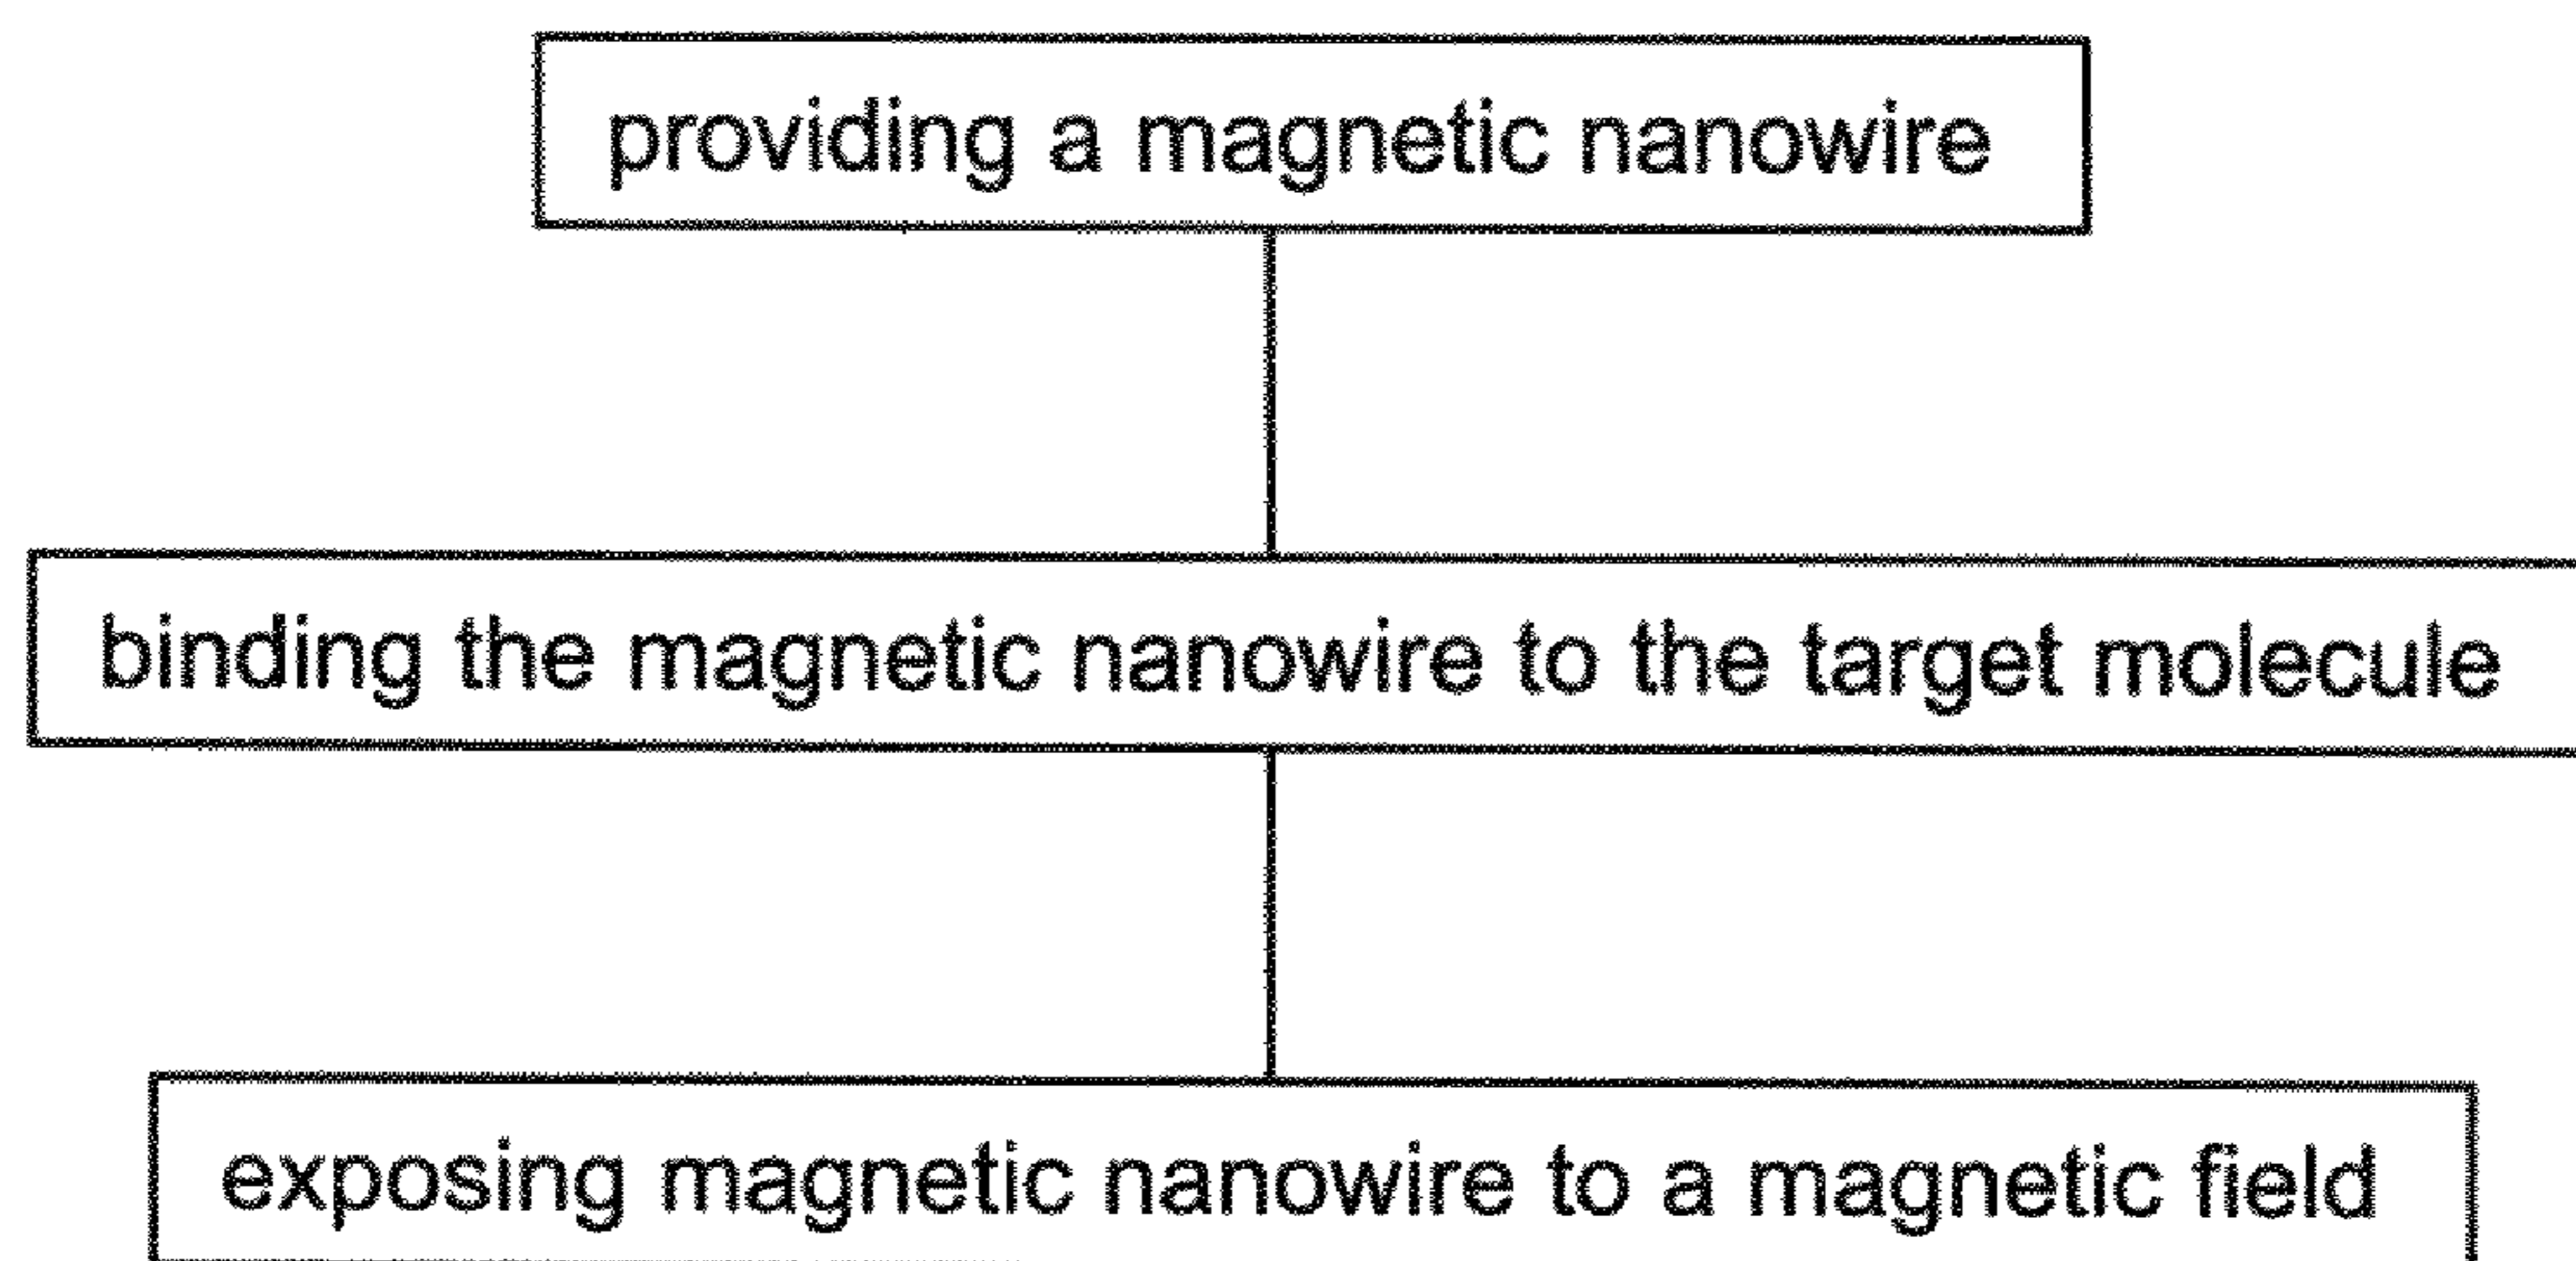 providing a magnetic nanowire
binding the magnetic nanowire to the target molecule
exposing magnetic nanowire to a magnetic field